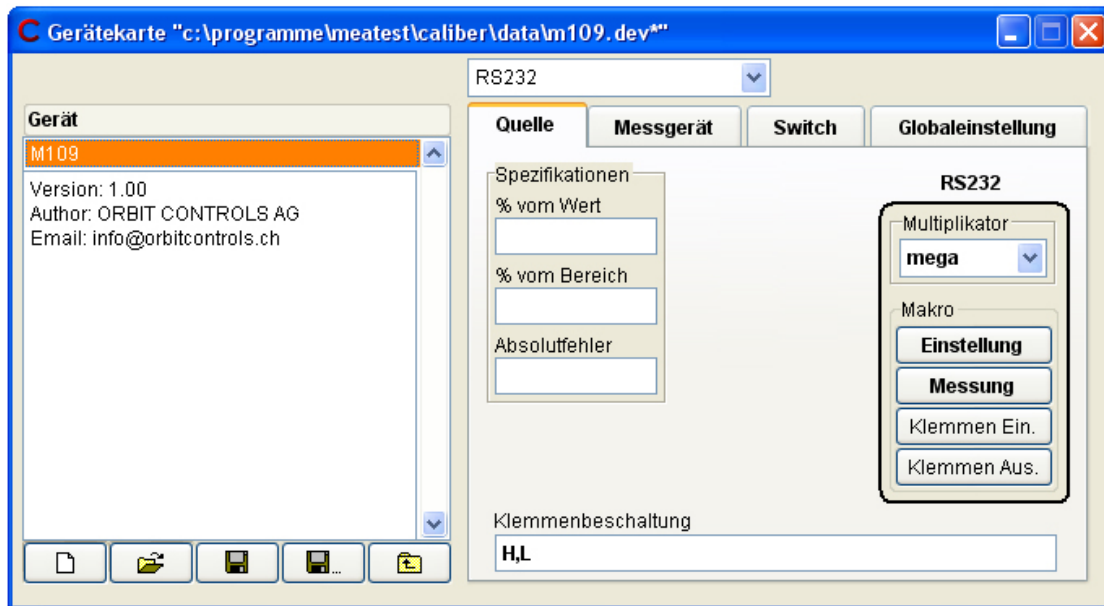 Gerätekarte "c:\programme\meatest\caliber\data\m109.dev*"
RS232
Gerät
M109
Version: 1.00
Author: ORBIT CONTROLS AG
Email: info@orbitcontrols.ch
Quelle
Messgerät
Switch
Globaleinstellung
Spezifikationen
% vom Wert
% vom Bereich
Absolutfehler
RS232
Multiplikator
mega
Makro
Einstellung
Messung
Klemmen Ein.
Klemmen Aus.
Klemmenbeschaltung
H,L